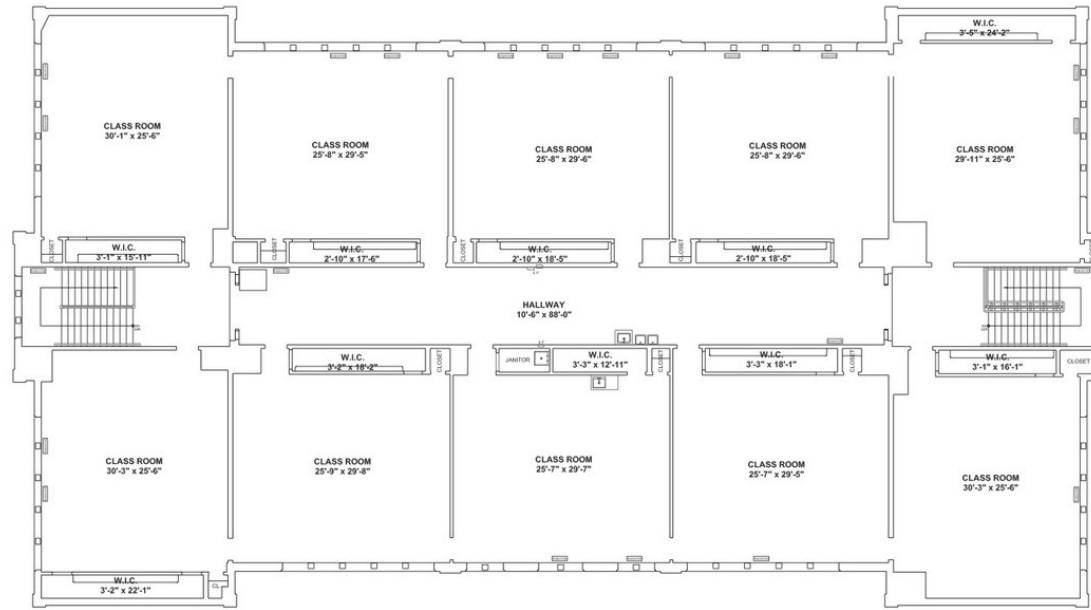 W.I.C.
3'-5" x 24'-2"
CLASS ROOM
30'-1" x 25'-6"
CLASS ROOM
25'-8" x 29'-5"
CLASS ROOM
25'-8" x 29'-6"
CLASS ROOM
25'-8" x 29'-6"
CLASS ROOM
29'-11" x 25'-6"
CLOSET
W.I.C.
3'-1" x 15'-11"
CLOSET
W.I.C.
2'-10" x 17'-6"
CLOSET
W.I.C.
2'-10" x 18'-5"
CLOSET
W.I.C.
2'-10" x 18'-5"
HALLWAY
10'-6" x 88'-0"
W.I.C.
3'-2" x 18'-2"
CLOSET
JANITOR
W.I.C.
3'-3" x 12'-11"
CLOSET
W.I.C.
3'-3" x 18'-1"
CLOSET
W.I.C.
3'-1" x 16'-1"
CLOSET
CLASS ROOM
30'-3" x 25'-6"
CLASS ROOM
25'-9" x 29'-8"
CLASS ROOM
25'-7" x 29'-7"
CLASS ROOM
25'-7" x 29'-5"
CLASS ROOM
30'-3" x 25'-6"
W.I.C.
3'-2" x 22'-1"